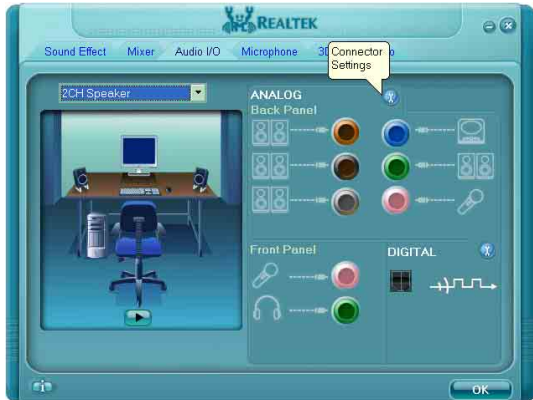 REALTEK
Sound Effect
Mixer
Audio I/O
Microphone
3D
o
Connector
Settings
2CH Speaker
ANALOG
Back Panel
Front Panel
DIGITAL
i
OK